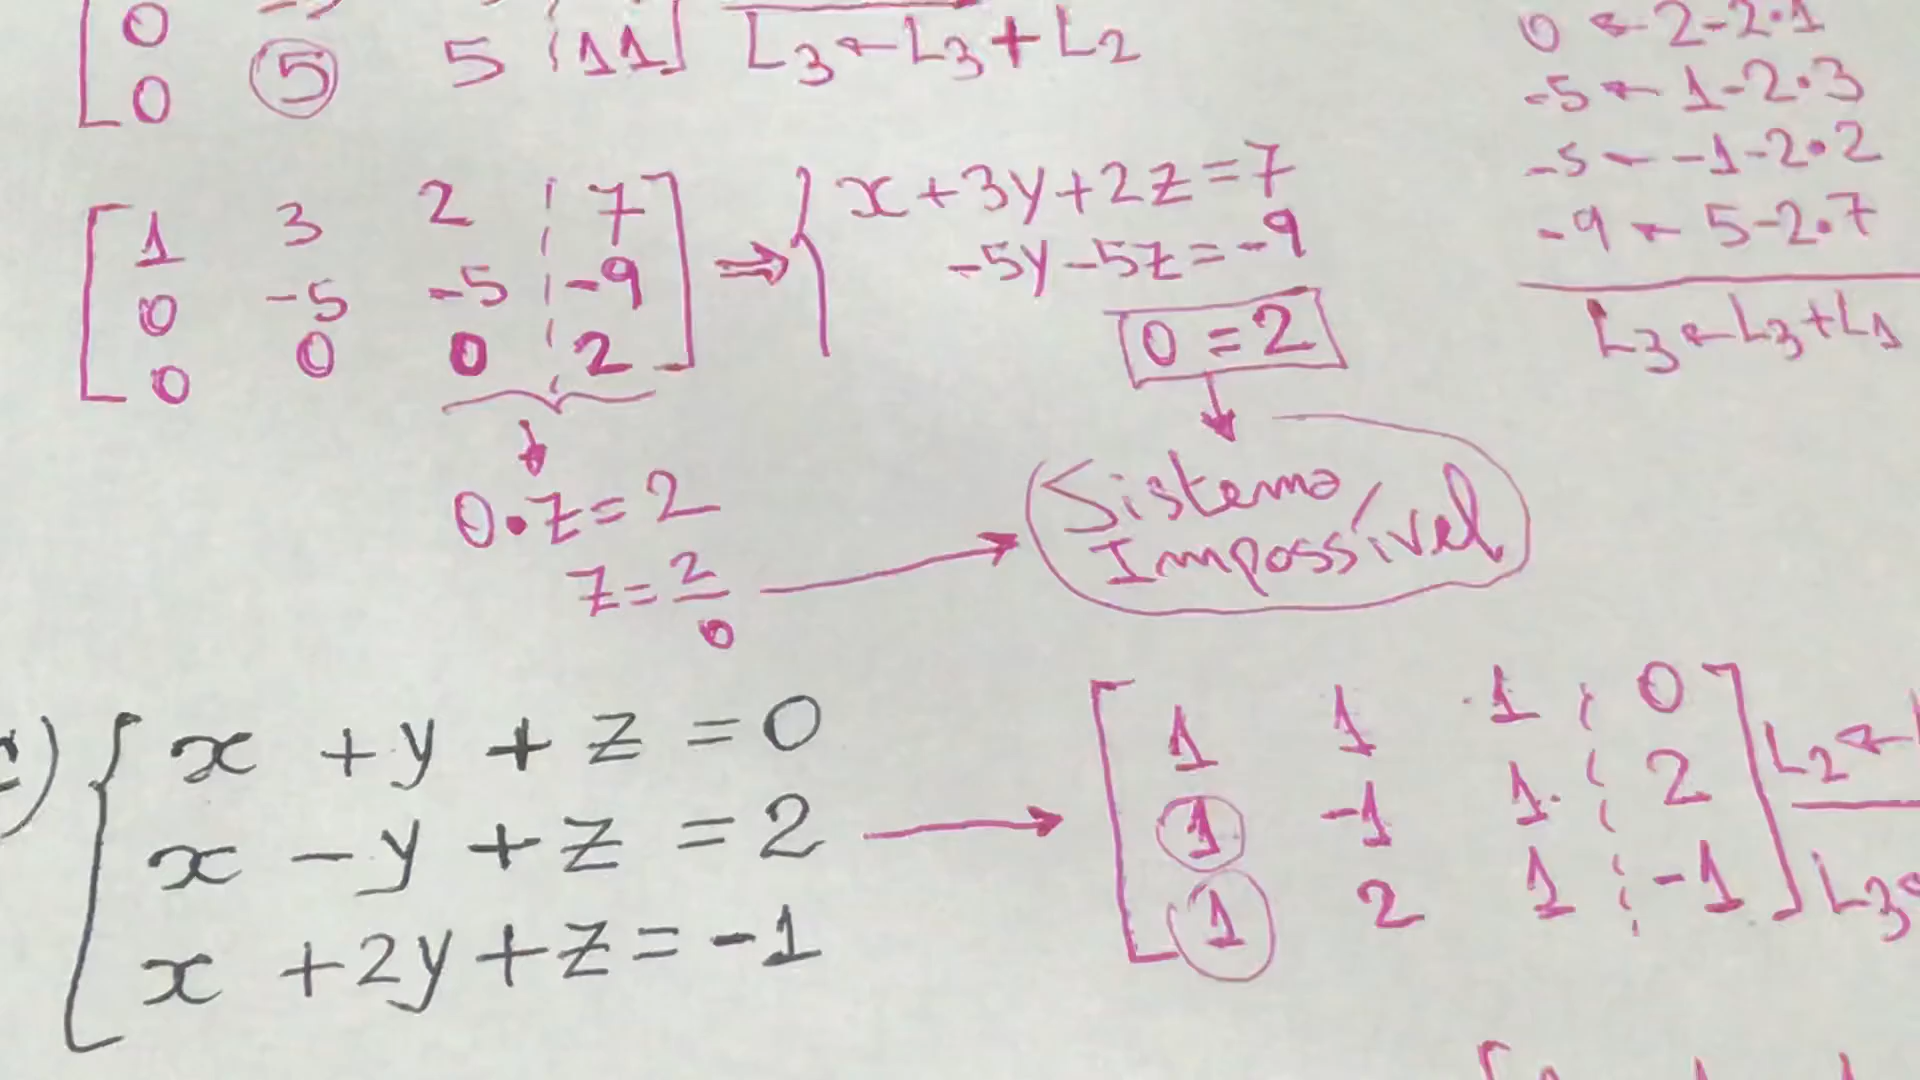 0
0 ⑤ 5 11 L3←L3+L2
0←2-2•1
-5←1-2•3
-5←-1-2•2
-9←5-2•7
L3←L3+L1
1 3 2 7 ⇒ x+3y+2z=7
0 -5 -5 -9 -5y-5z=-9
0 0 0 2 0=2
0•z=2
z=2/0
Sistema
Impossível
x+y+z=0
x-y+z=2
x+2y+z=-1
1 1 1 0
1 -1 1 2
1 2 1 -1
L2←
L3←